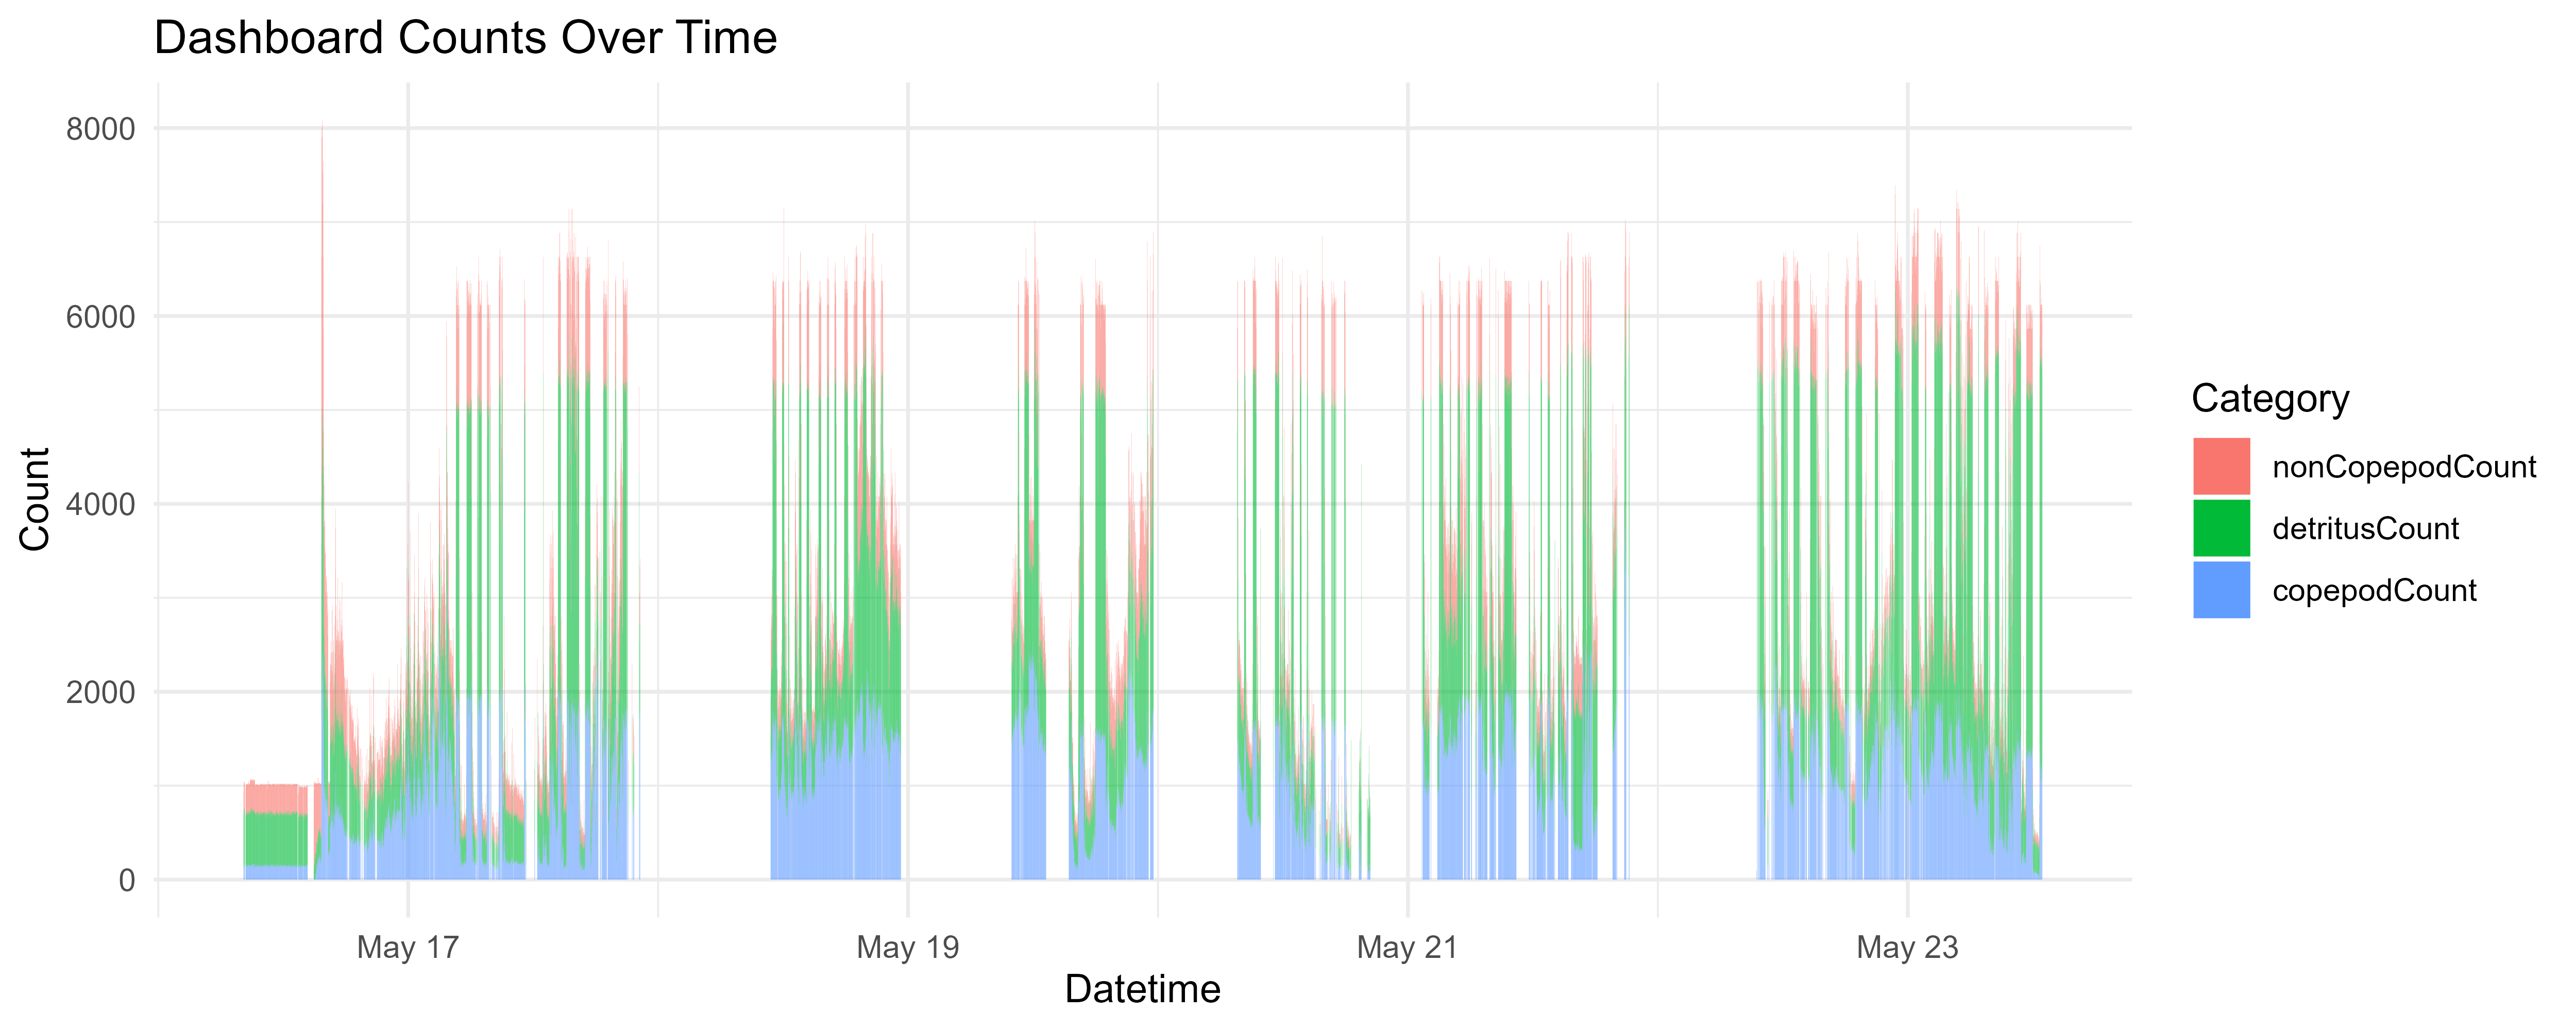 Dashboard Counts Over Time
8000
6000
4000
2000
0
Count
May 17
May 19
May 21
May 23
Datetime
Category
nonCopepodCount
detritusCount
copepodCount